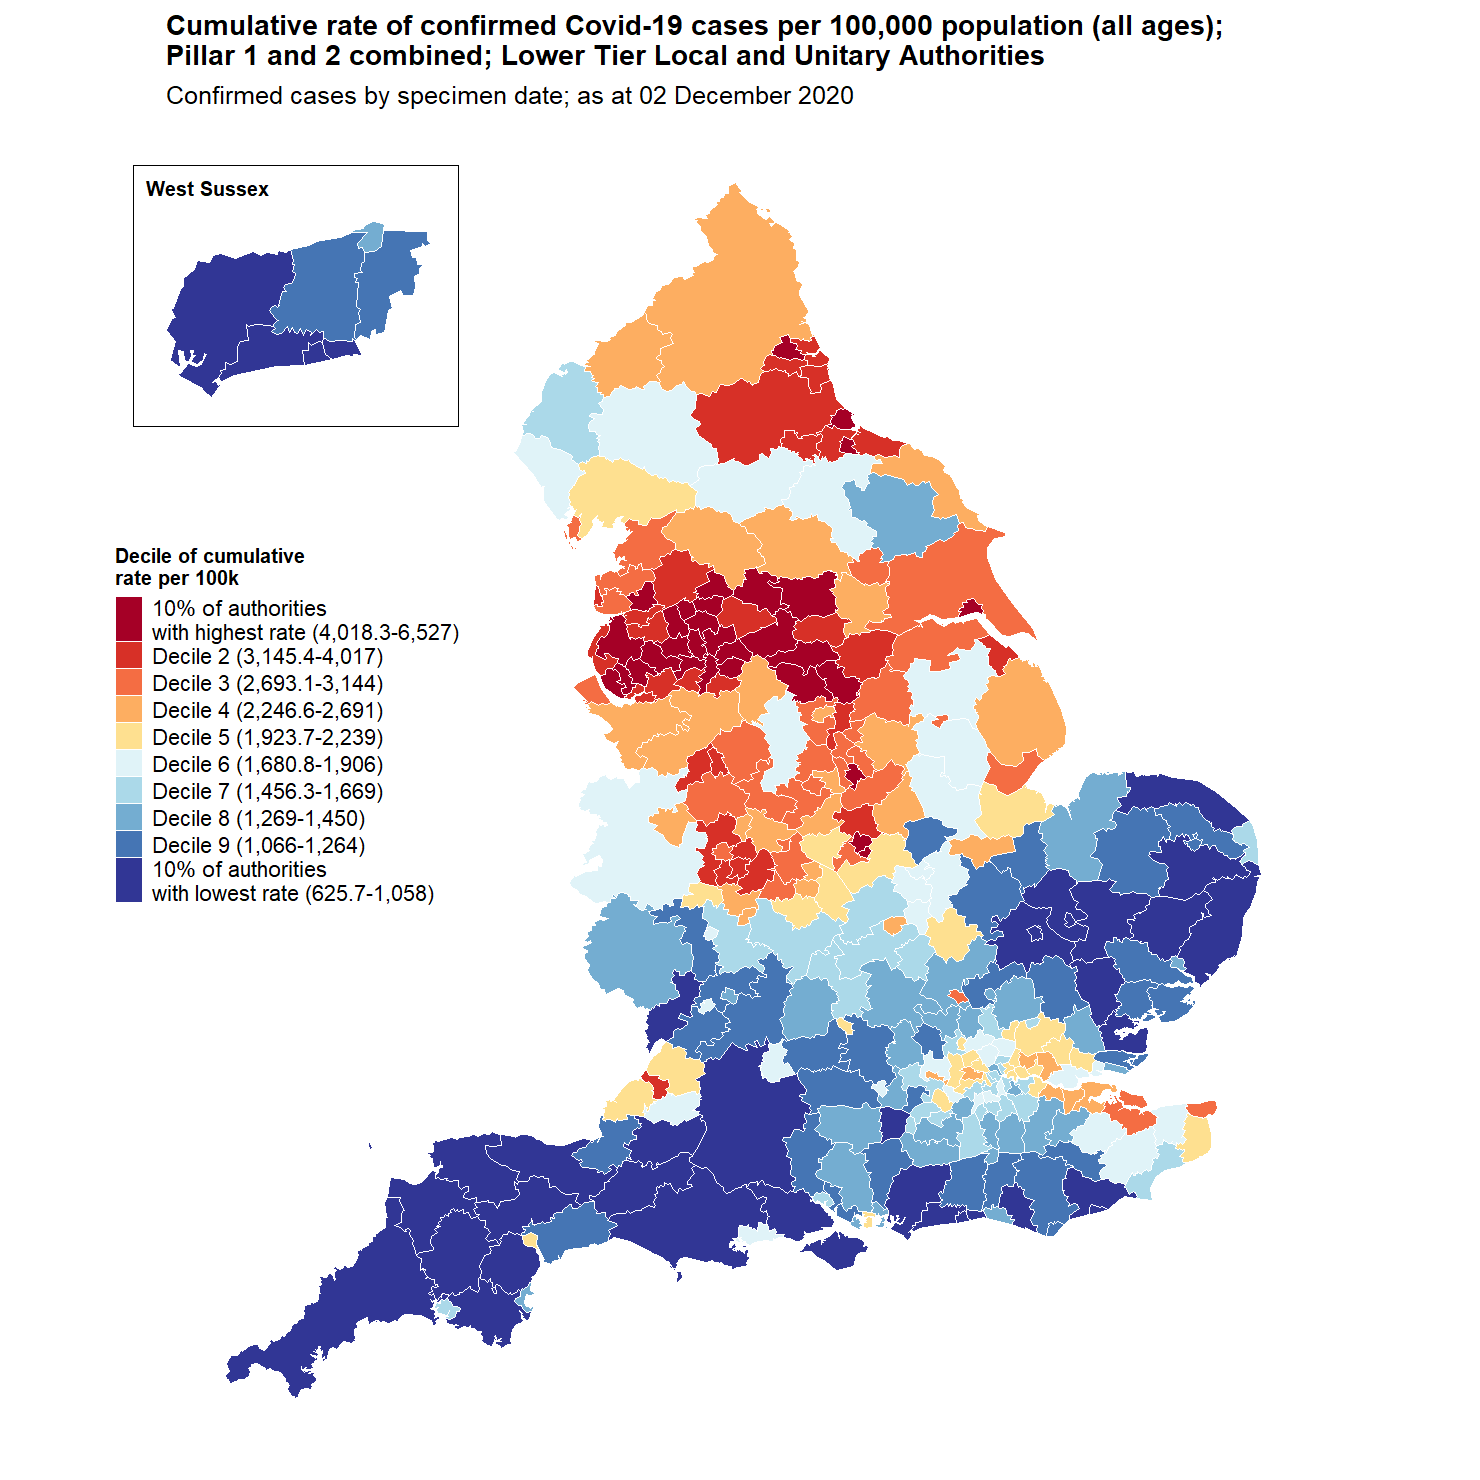 Cumulative rate of confirmed Covid-19 cases per 100,000 population (all ages);
Pillar 1 and 2 combined; Lower Tier Local and Unitary Authorities
Confirmed cases by specimen date; as at 02 December 2020
West Sussex
Decile of cumulative
rate per 100k
10% of authorities
with highest rate (4,018.3-6,527)
Decile 2 (3,145.4-4,017)
Decile 3 (2,693.1-3,144)
Decile 4 (2,246.6-2,691)
Decile 5 (1,923.7-2,239)
Decile 6 (1,680.8-1,906)
Decile 7 (1,456.3-1,669)
Decile 8 (1,269-1,450)
Decile 9 (1,066-1,264)
10% of authorities
with lowest rate (625.7-1,058)